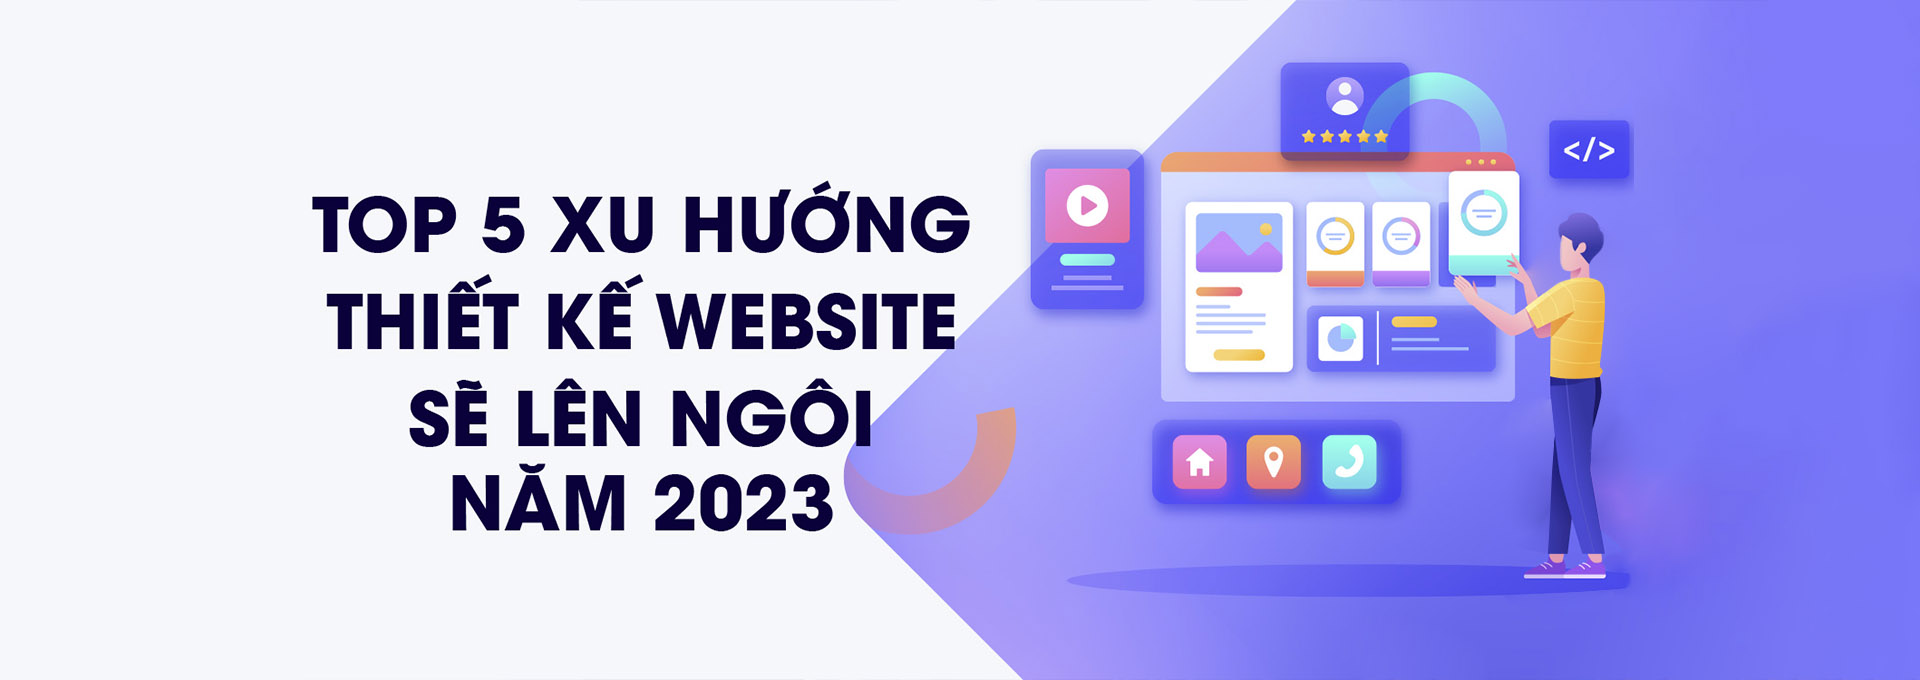 TOP 5 XU HƯỚNG
THIẾT KẾ WEBSITE
SẼ LÊN NGÔI
NĂM 2023
</>